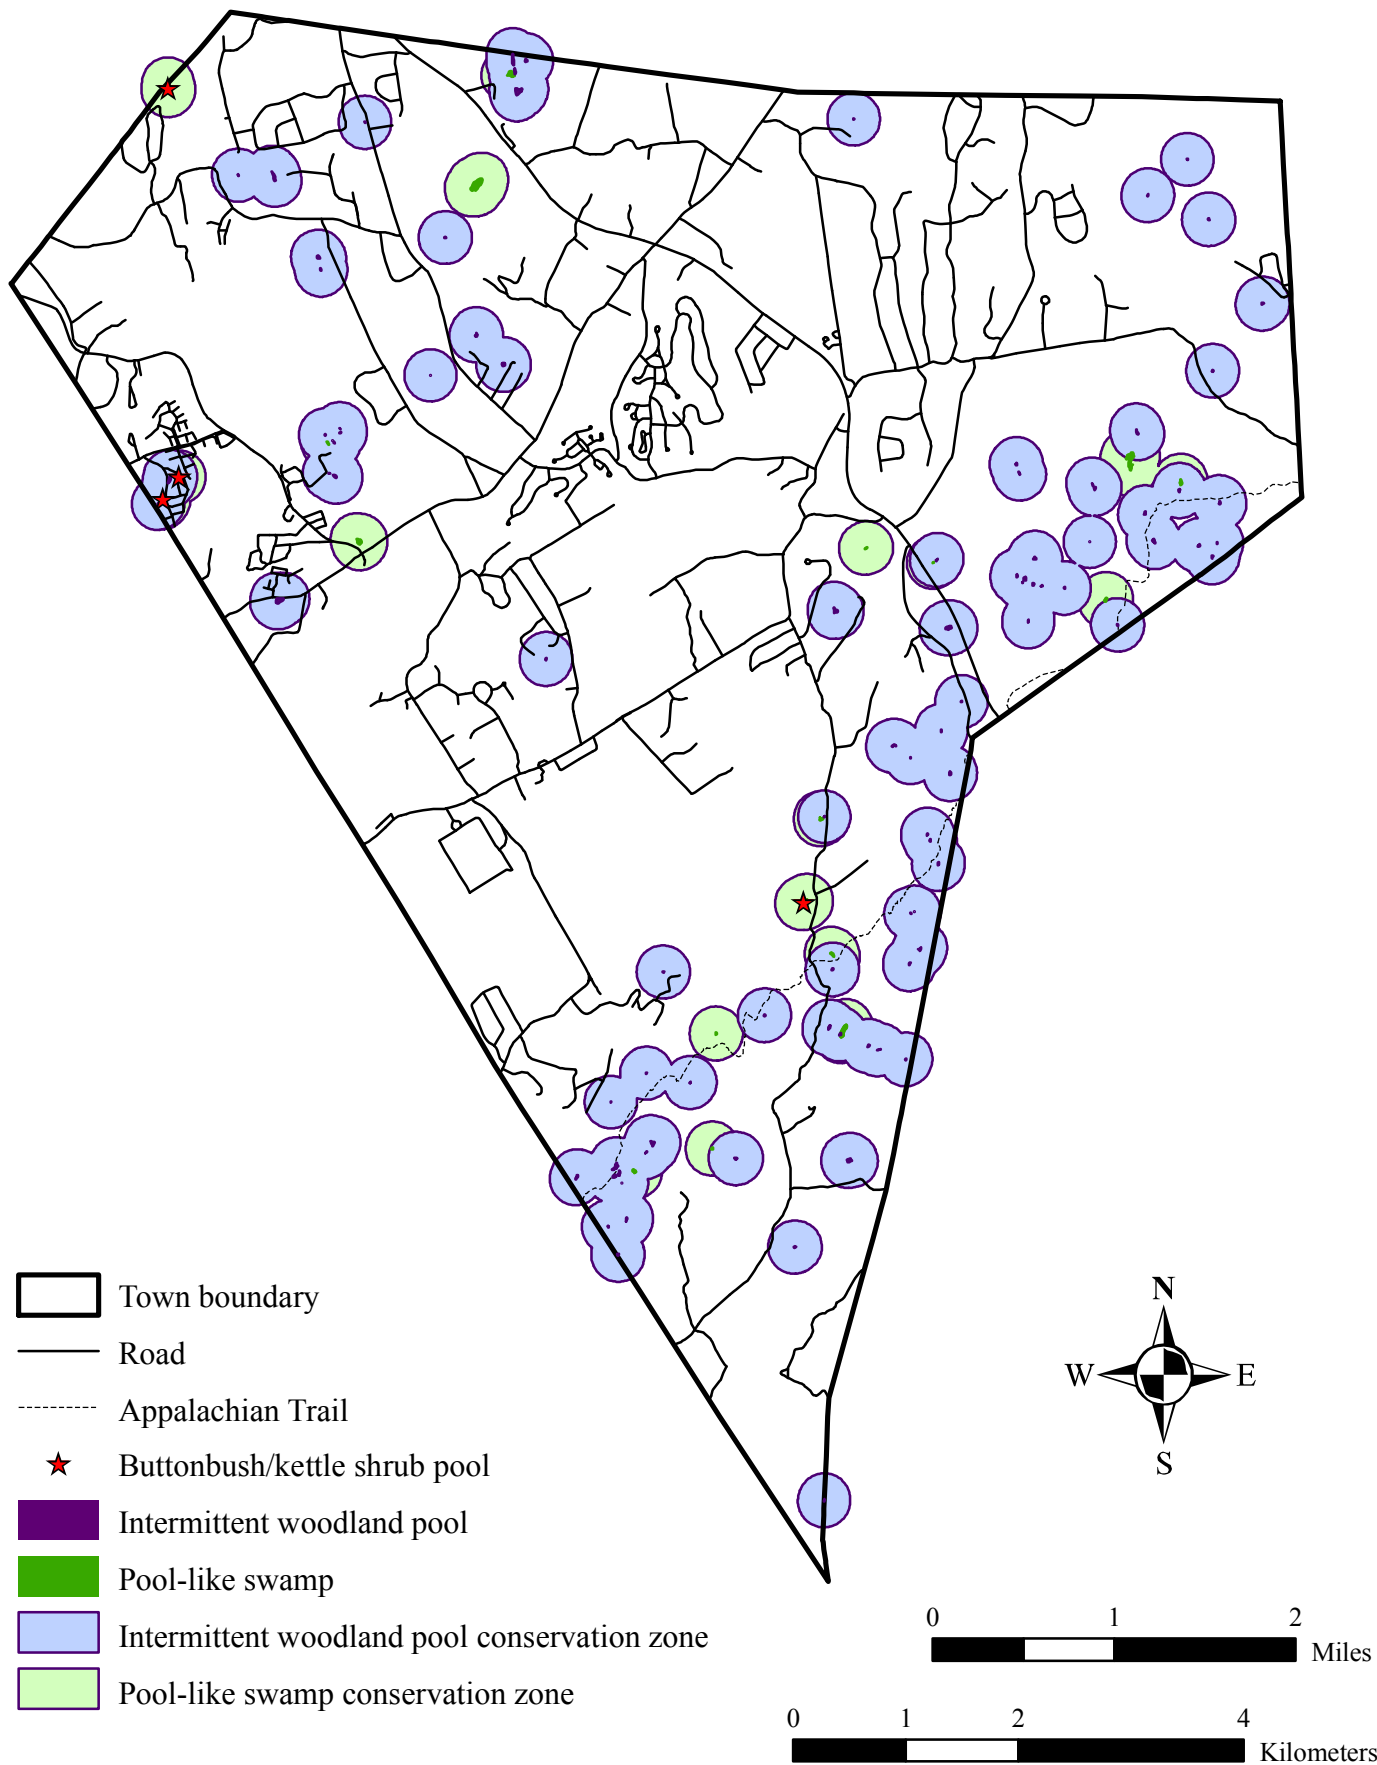 Town boundary
Road
Appalachian Trail
Buttonbush/kettle shrub pool
Intermittent woodland pool
Pool-like swamp
Intermittent woodland pool conservation zone
Pool-like swamp conservation zone
N
W E
S
0 1 2
Miles
0 1 2 4
Kilometers